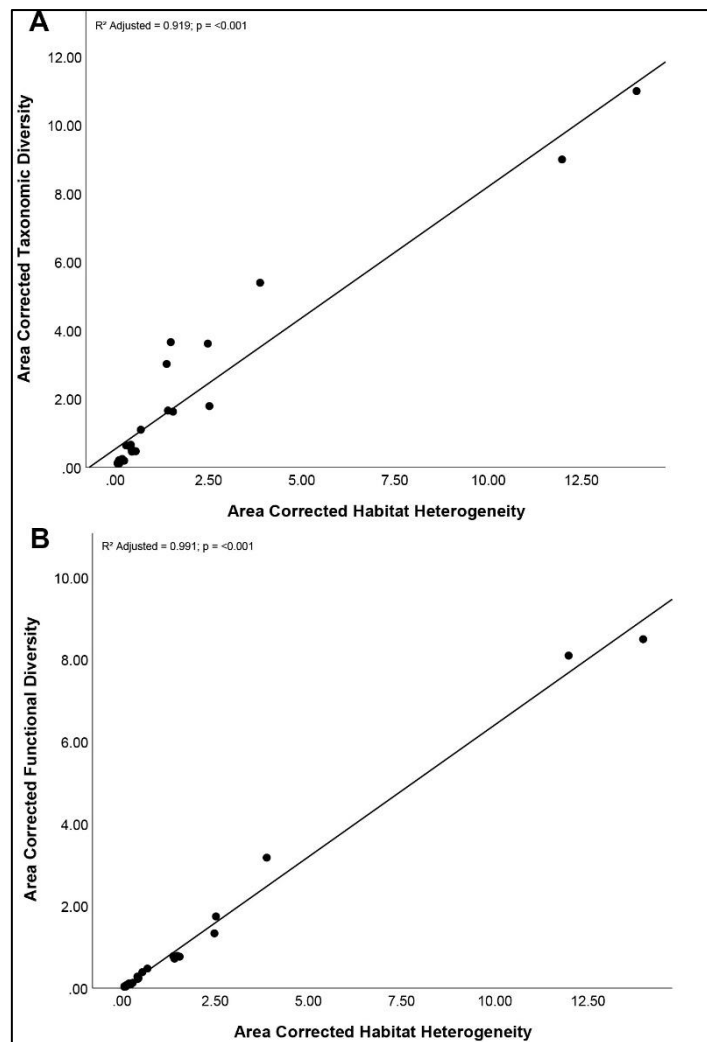 A
R² Adjusted = 0.919; p = <0.001
12.00
10.00
8.00
6.00
4.00
2.00
.00
Area Corrected Taxonomic Diversity
.00 2.50 5.00 7.50 10.00 12.50
Area Corrected Habitat Heterogeneity
B
R² Adjusted = 0.991; p = <0.001
10.00
8.00
6.00
4.00
2.00
.00
Area Corrected Functional Diversity
.00 2.50 5.00 7.50 10.00 12.50
Area Corrected Habitat Heterogeneity